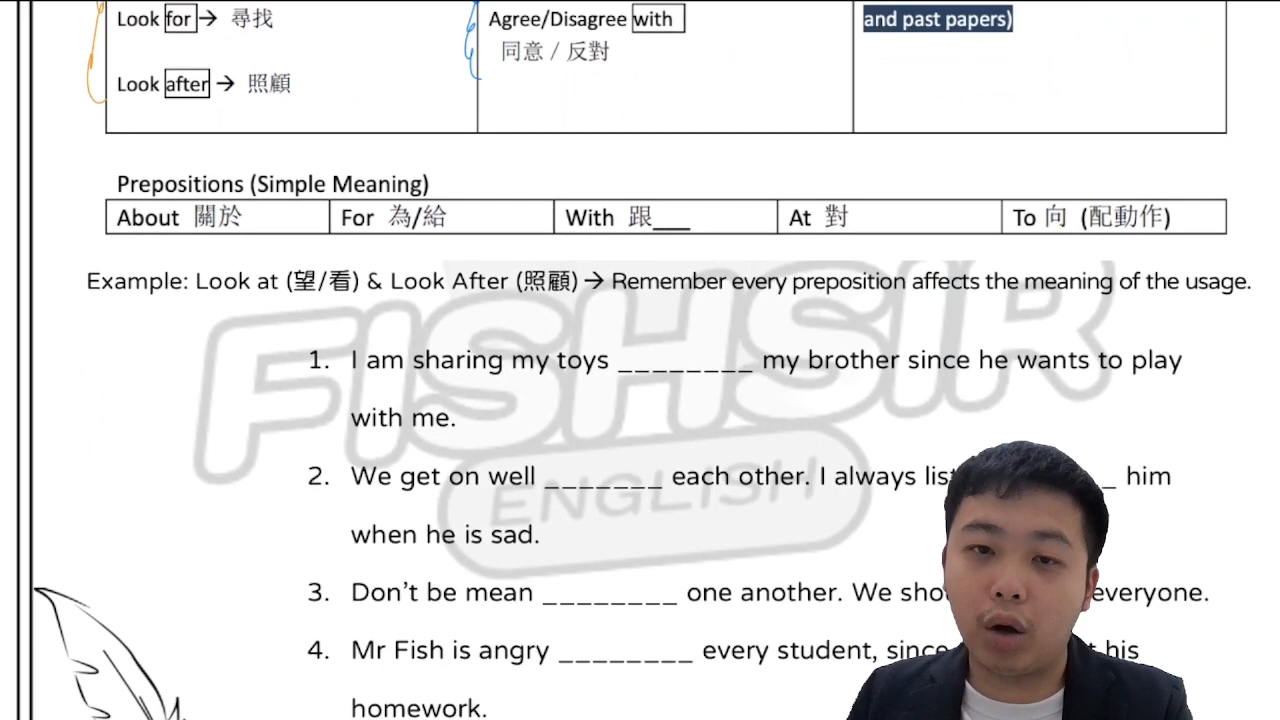 Look for → 尋找
Look after → 照顧
Agree/Disagree with
同意 / 反對
and past papers)
Prepositions (Simple Meaning)
About 關於
For 為/給
With 跟___
At 對
To 向 (配動作)
Example: Look at (望/看) & Look After (照顧) → Remember every preposition affects the meaning of the usage.
FISHSIR
ENGLISH
1. I am sharing my toys ________ my brother since he wants to play
with me.
2. We get on well _______ each other. I always _ him
when he is sad.
3. Don't be mean ________ one another. We everyone.
4. Mr Fish is angry ________ every student, since his
homework.